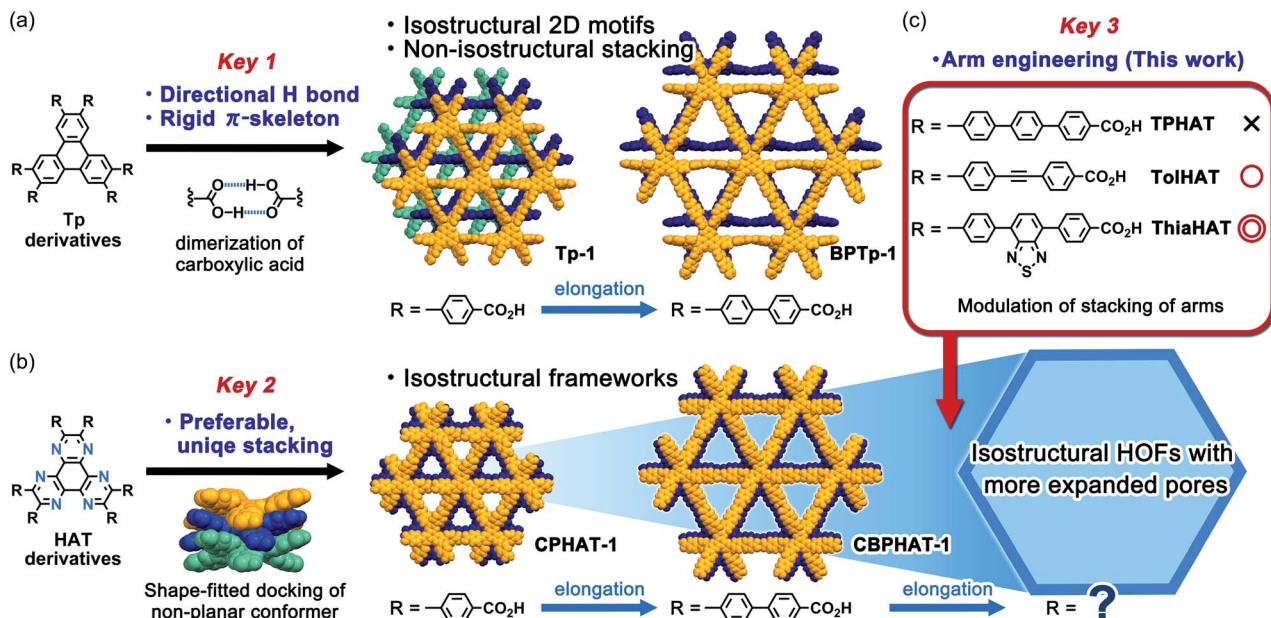 (a)
Key 1
• Directional H bond
• Rigid π-skeleton
R R
R R
R R
Tp
derivatives
O H–O
O–H O
dimerization of
carboxylic acid
• Isostructural 2D motifs
• Non-isostructural stacking
Tp-1
BPTp-1
R = CO₂H
elongation
R = CO₂H
(b)
Key 2
• Preferable,
uniqe stacking
R R
N N
R N N R
R N N R
HAT
derivatives
Shape-fitted docking of
non-planar conformer
• Isostructural frameworks
CPHAT-1
CBPHAT-1
R = CO₂H
elongation
R = CO₂H
elongation
R = ?
(c)
Key 3
•Arm engineering (This work)
R = CO₂H TPHAT ×
R = CO₂H TolHAT ○
R = CO₂H ThiaHAT ◎
N N
S
Modulation of stacking of arms
Isostructural HOFs with
more expanded pores